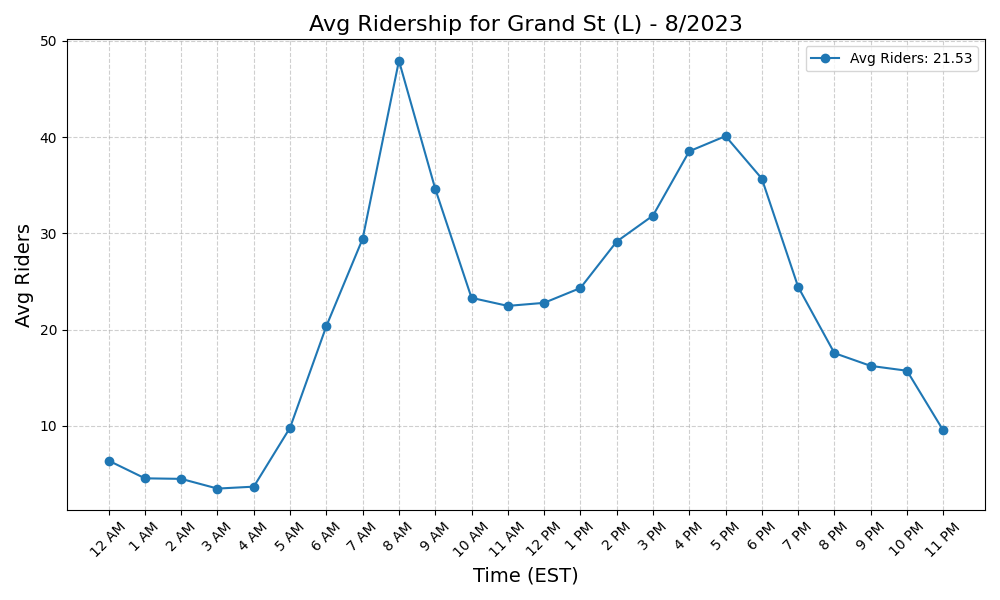 Avg Ridership for Grand St (L) - 8/2023
Avg Riders: 21.53
Avg Riders
50
40
30
20
10
12 AM
1 AM
2 AM
3 AM
4 AM
5 AM
6 AM
7 AM
8 AM
9 AM
10 AM
11 AM
12 PM
1 PM
2 PM
3 PM
4 PM
5 PM
6 PM
7 PM
8 PM
9 PM
10 PM
11 PM
Time (EST)